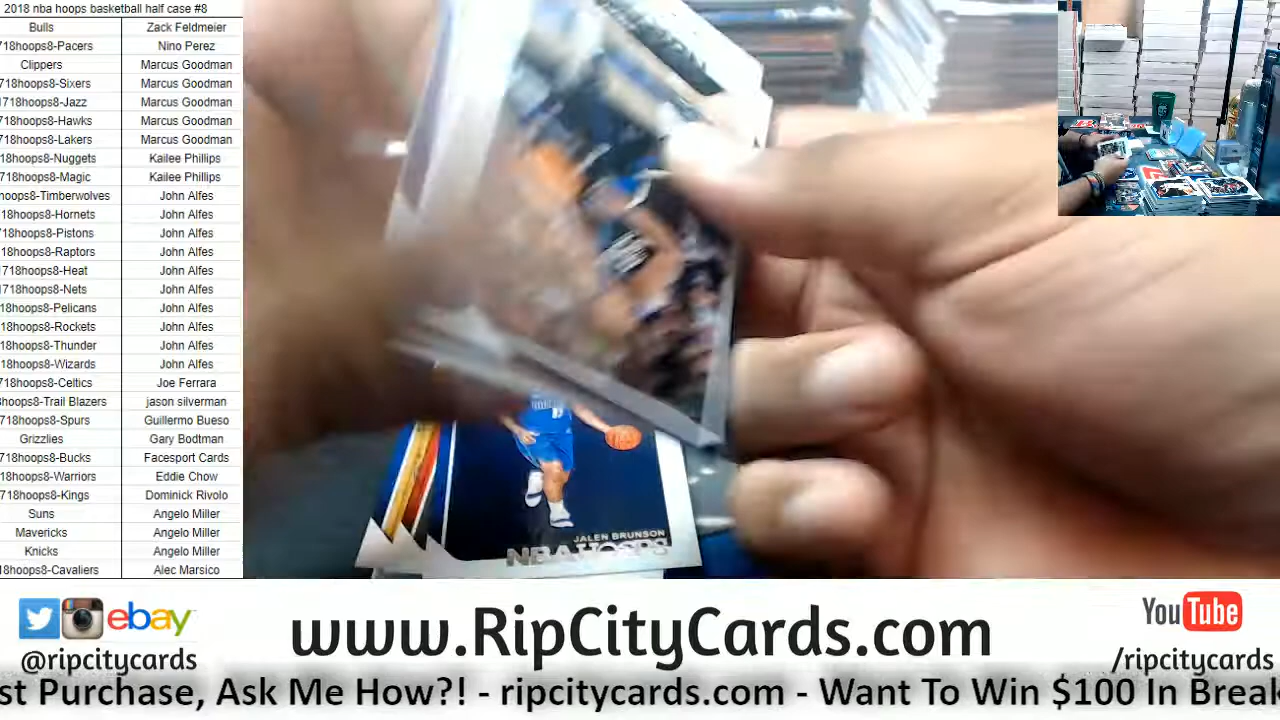 2018 nba hoops basketball half case #8
Bulls Zack Feldmeier
718hoops8-Pacers Nino Perez
Clippers Marcus Goodman
718hoops8-Sixers Marcus Goodman
718hoops8-Jazz Marcus Goodman
718hoops8-Hawks Marcus Goodman
718hoops8-Lakers Marcus Goodman
18hoops8-Nuggets Kailee Phillips
718hoops8-Magic Kailee Phillips
hoops8-Timberwolves John Alfes
18hoops8-Hornets John Alfes
718hoops8-Pistons John Alfes
18hoops8-Raptors John Alfes
1718hoops8-Heat John Alfes
1718hoops8-Nets John Alfes
18hoops8-Pelicans John Alfes
18hoops8-Rockets John Alfes
18hoops8-Thunder John Alfes
18hoops8-Wizards John Alfes
718hoops8-Celtics Joe Ferrara
8hoops8-Trail Blazers jason silverman
718hoops8-Spurs Guillermo Bueso
Grizzlies Gary Bodtman
718hoops8-Bucks Facesport Cards
18hoops8-Warriors Eddie Chow
718hoops8-Kings Dominick Rivolo
Suns Angelo Miller
Mavericks Angelo Miller
Knicks Angelo Miller
18hoops8-Cavaliers Alec Marsico
JALEN BRUNSON
NBA HOOPS
ebay
@ripcitycards
www.RipCityCards.com
YouTube
/ripcitycards
st Purchase, Ask Me How?! - ripcitycards.com - Want To Win $100 In Break